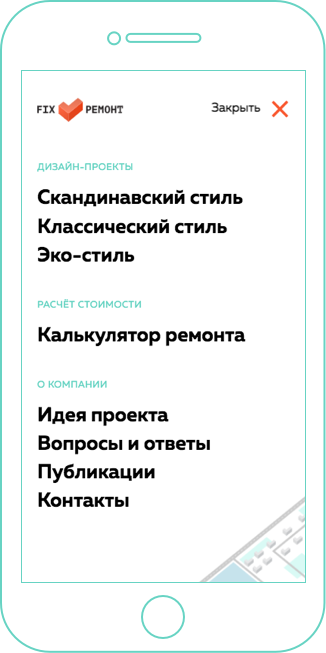 FIX РЕМОНТ Закрыть
ДИЗАЙН-ПРОЕКТЫ
Скандинавский стиль
Классический стиль
Эко-стиль
РАСЧЁТ СТОИМОСТИ
Калькулятор ремонта
О КОМПАНИИ
Идея проекта
Вопросы и ответы
Публикации
Контакты